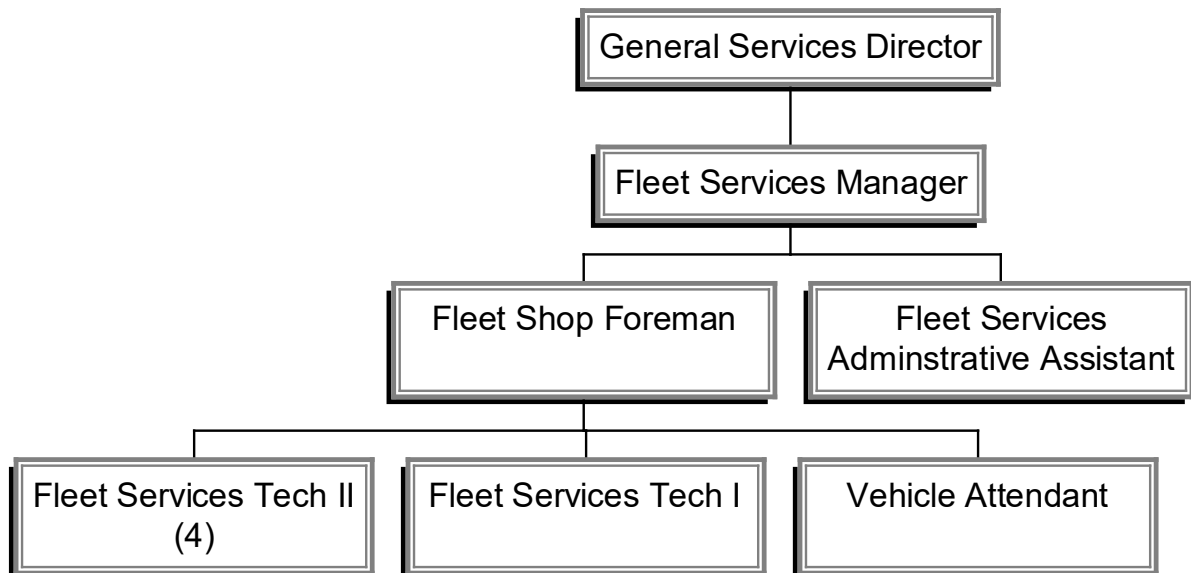 General Services Director
Fleet Services Manager
Fleet Shop Foreman
Fleet Services
Adminstrative Assistant
Fleet Services Tech II
(4)
Fleet Services Tech I
Vehicle Attendant